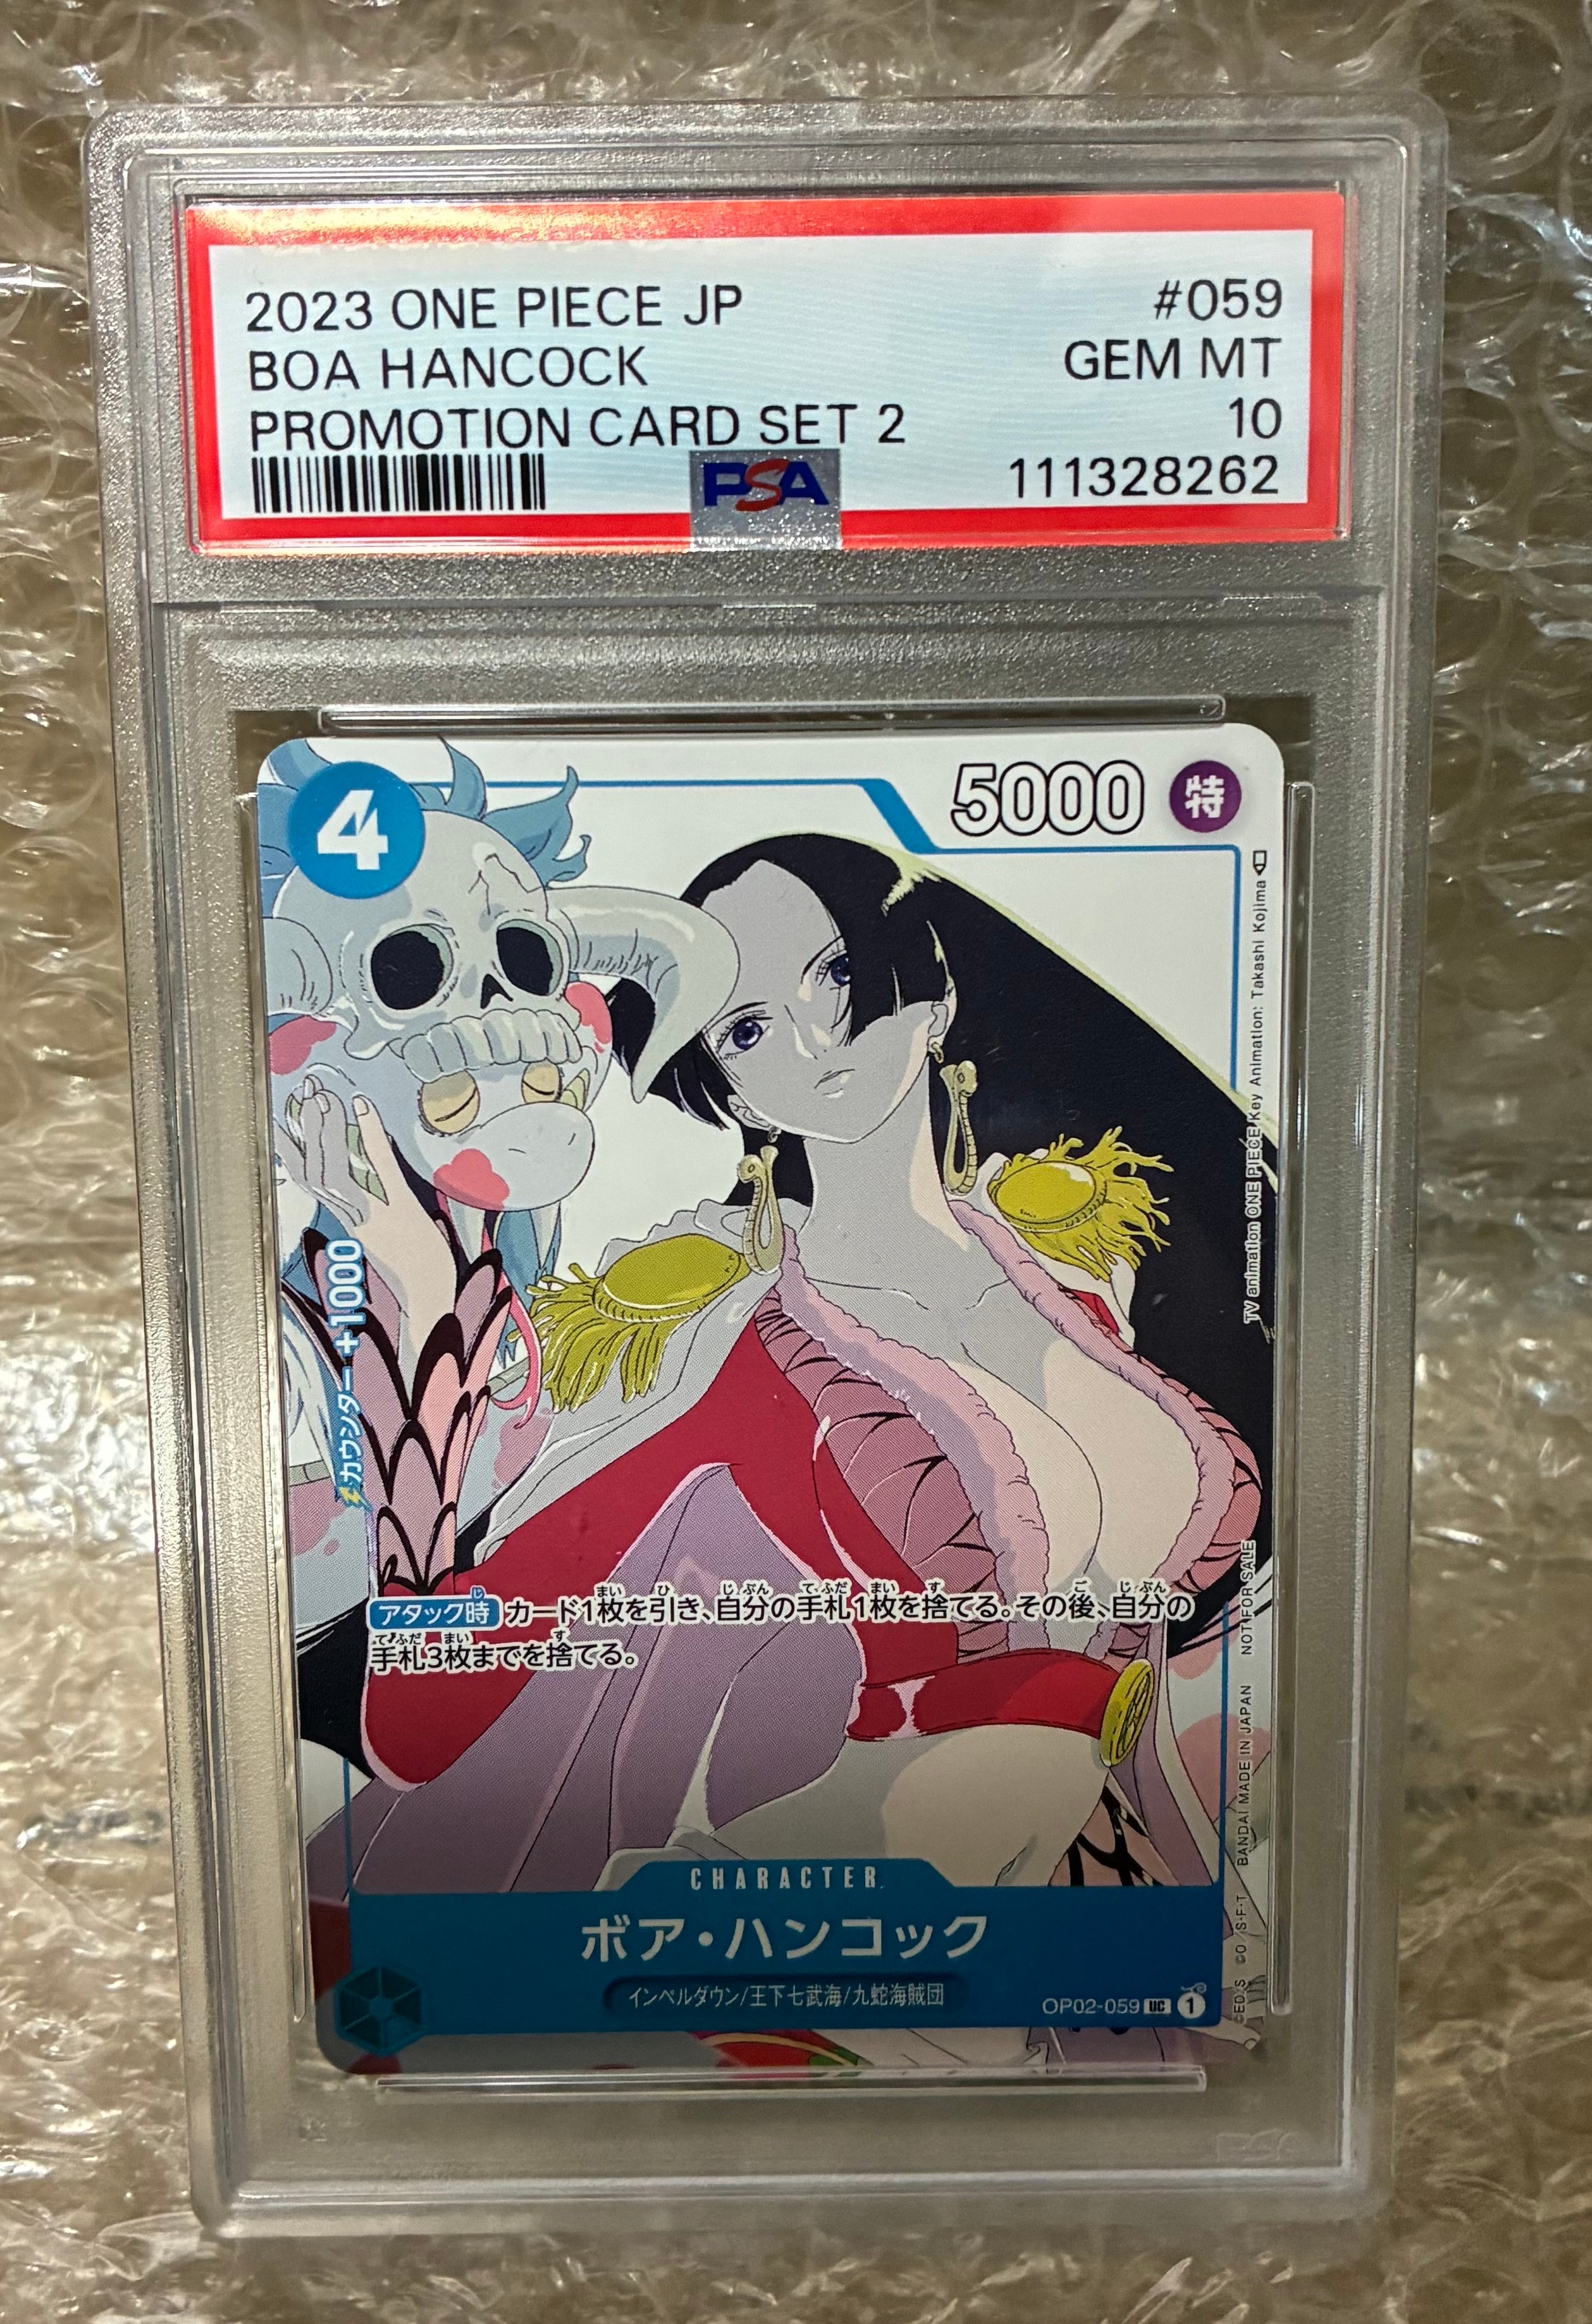 2023 ONE PIECE JP #059
BOA HANCOCK GEM MT
PROMOTION CARD SET 2 10
PSA 111328262
4
5000 特
TV animation ONE PIECE Key Animation: Takashi Kojima
カウンター +1000
アタック時 カード1枚を引き、自分の手札1枚を捨てる。その後、自分の
手札3枚までを捨てる。
CHARACTER
ボア・ハンコック
インペルダウン/王下七武海/九蛇海賊団
OP02-059 UC 1
BANDAI MADE IN JAPAN NOT FOR SALE